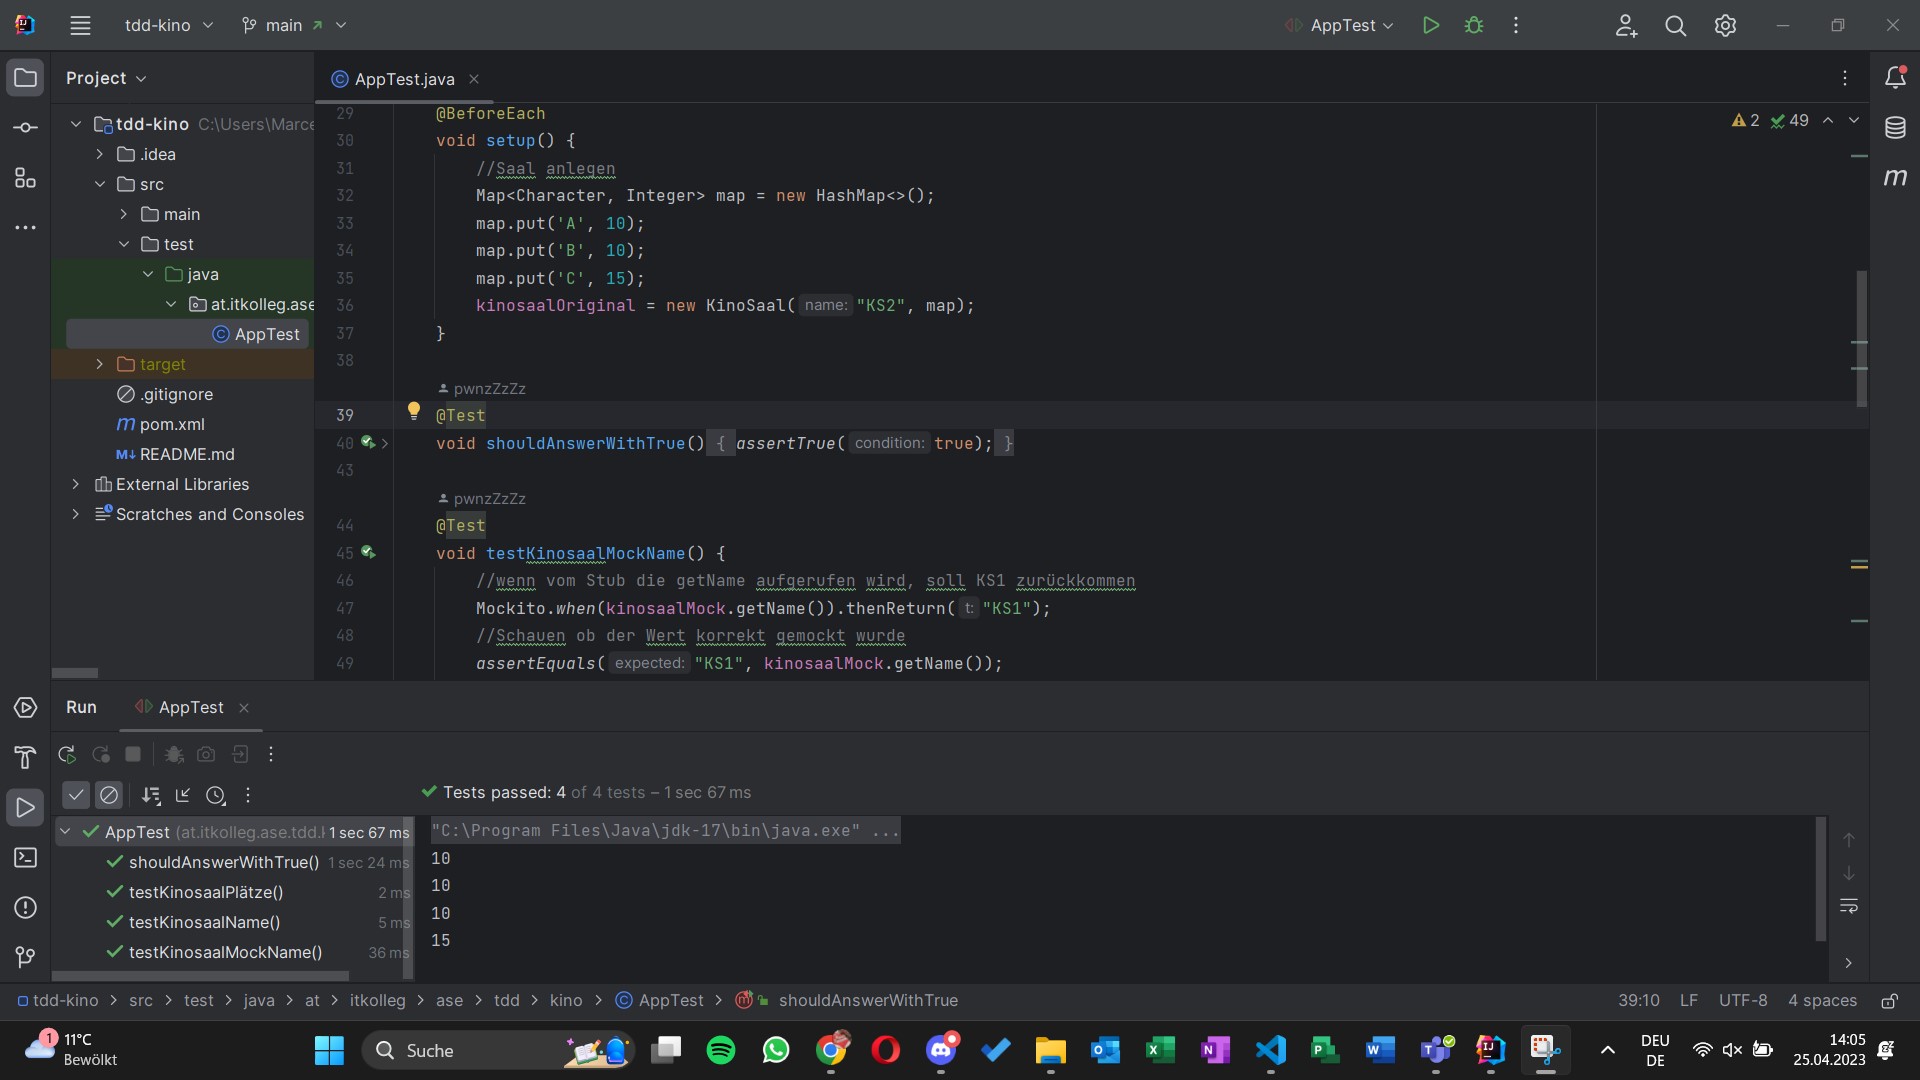 tdd-kino main AppTest
Project AppTest.java
tdd-kino C:\Users\Marce
.idea
src
main
test
java
at.itkolleg.ase
AppTest
target
.gitignore
pom.xml
README.md
External Libraries
Scratches and Consoles
2 49
29 @BeforeEach
30 void setup() {
31 //Saal anlegen
32 Map<Character, Integer> map = new HashMap<>();
33 map.put('A', 10);
34 map.put('B', 10);
35 map.put('C', 15);
36 kinosaalOriginal = new KinoSaal( name: "KS2", map);
37 }
38
pwnzZzZz
39 @Test
40 void shouldAnswerWithTrue() { assertTrue( condition: true); }
43
pwnzZzZz
44 @Test
45 void testKinosaalMockName() {
46 //wenn vom Stub die getName aufgerufen wird, soll KS1 zurückkommen
47 Mockito.when(kinosaalMock.getName()).thenReturn( t: "KS1");
48 //Schauen ob der Wert korrekt gemockt wurde
49 assertEquals( expected: "KS1", kinosaalMock.getName());
Run AppTest
Tests passed: 4 of 4 tests – 1 sec 67 ms
AppTest (at.itkolleg.ase.tdd. 1 sec 67 ms
shouldAnswerWithTrue() 1 sec 24 ms
testKinosaalPlätze() 2 ms
testKinosaalName() 5 ms
testKinosaalMockName() 36 ms
"C:\Program Files\Java\jdk-17\bin\java.exe" ...
10
10
10
15
tdd-kino > src > test > java > at > itkolleg > ase > tdd > kino > AppTest > shouldAnswerWithTrue
39:10 LF UTF-8 4 spaces
1 11°C
Bewölkt
Suche
DEU
DE
14:05
25.04.2023